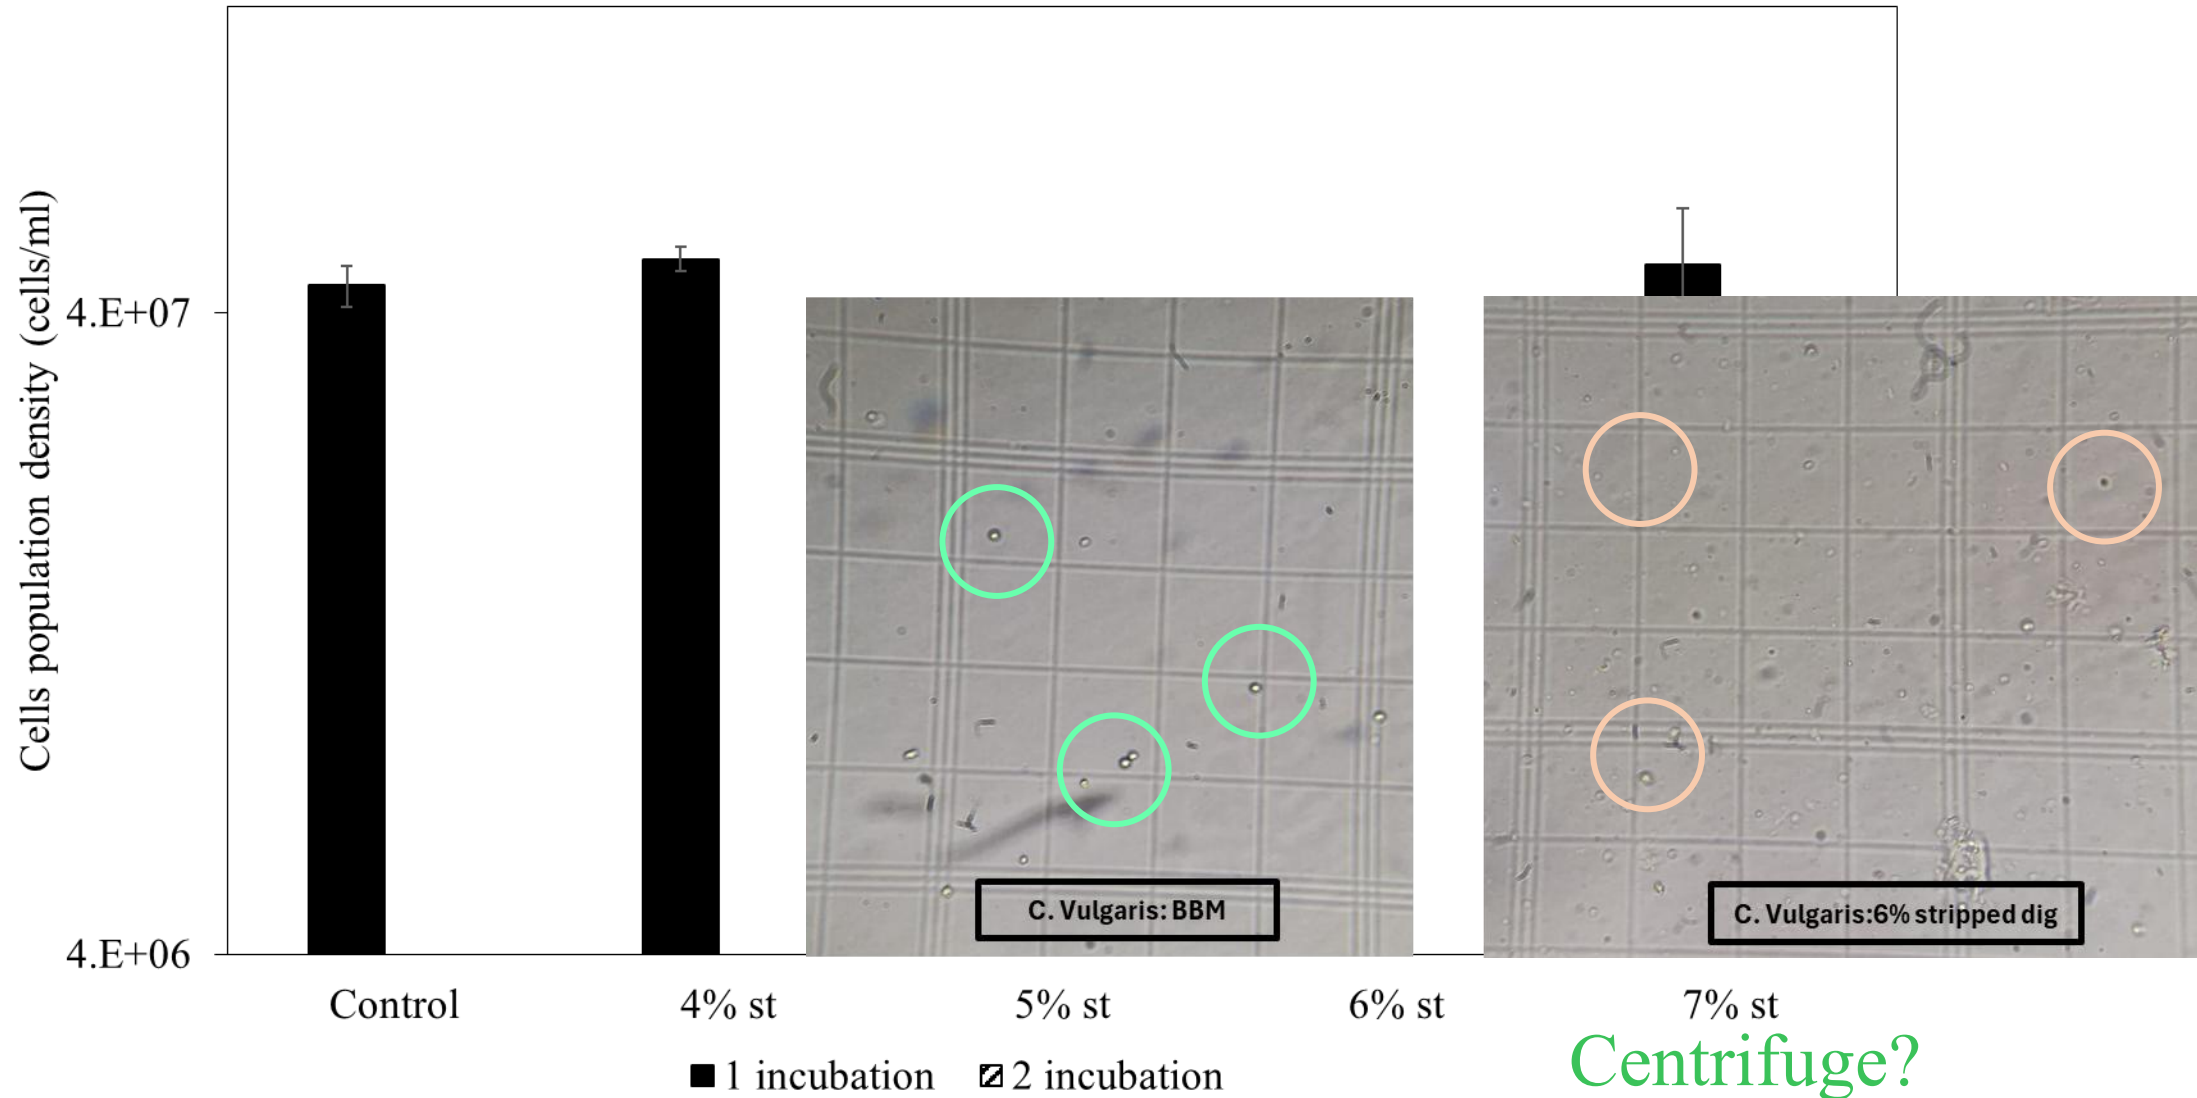 Cells population density (cells/ml)
4.E+07
4.E+06
C. Vulgaris: BBM
C. Vulgaris:6% stripped dig
Control 4% st 5% st 6% st 7% st
1 incubation 2 incubation
Centrifuge?